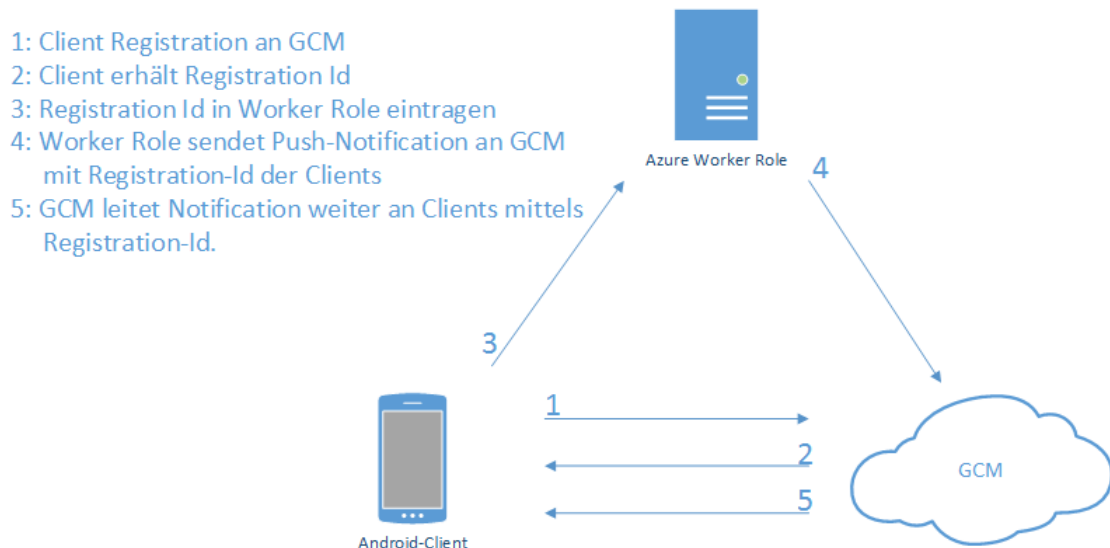 1: Client Registration an GCM
2: Client erhält Registration Id
3: Registration Id in Worker Role eintragen
4: Worker Role sendet Push-Notification an GCM
mit Registration-Id der Clients
5: GCM leitet Notification weiter an Clients mittels
Registration-Id.
Azure Worker Role
4
3
1
2
GCM
5
Android-Client